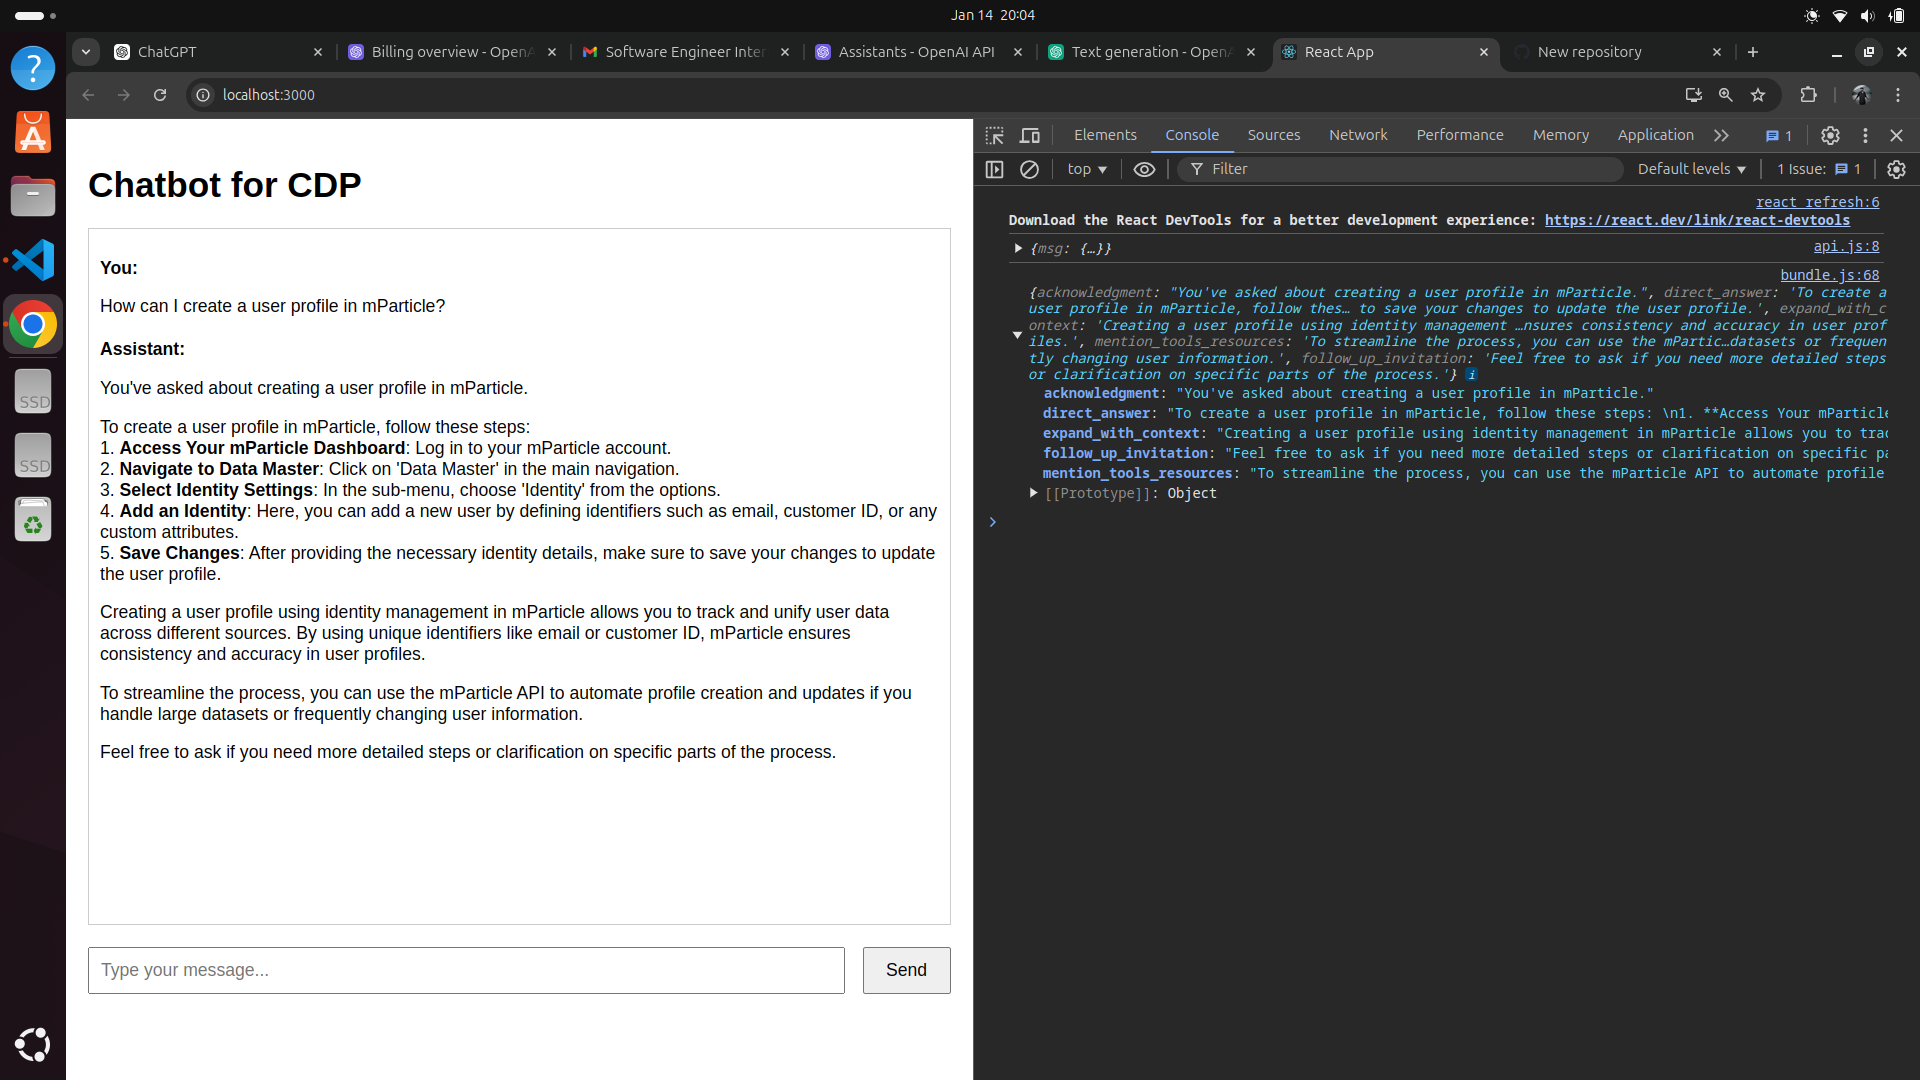 Jan 14 20:04
ChatGPT
Billing overview - OpenA
Software Engineer Inter
Assistants - OpenAI API
Text generation - OpenA
React App
New repository
localhost:3000
Chatbot for CDP
You:
How can I create a user profile in mParticle?
Assistant:
You've asked about creating a user profile in mParticle.
To create a user profile in mParticle, follow these steps:
1. Access Your mParticle Dashboard: Log in to your mParticle account.
2. Navigate to Data Master: Click on 'Data Master' in the main navigation.
3. Select Identity Settings: In the sub-menu, choose 'Identity' from the options.
4. Add an Identity: Here, you can add a new user by defining identifiers such as email, customer ID, or any
custom attributes.
5. Save Changes: After providing the necessary identity details, make sure to save your changes to update
the user profile.
Creating a user profile using identity management in mParticle allows you to track and unify user data
across different sources. By using unique identifiers like email or customer ID, mParticle ensures
consistency and accuracy in user profiles.
To streamline the process, you can use the mParticle API to automate profile creation and updates if you
handle large datasets or frequently changing user information.
Feel free to ask if you need more detailed steps or clarification on specific parts of the process.
Type your message...
Send
SSD
SSD
Elements
Console
Sources
Network
Performance
Memory
Application
1
top
Filter
Default levels
1 Issue: 1
react refresh:6
Download the React DevTools for a better development experience: https://react.dev/link/react-devtools
{msg: {…}}
api.js:8
bundle.js:68
{acknowledgment: "You've asked about creating a user profile in mParticle.", direct_answer: 'To create a
user profile in mParticle, follow thes… to save your changes to update the user profile.', expand_with_c
ontext: 'Creating a user profile using identity management …nsures consistency and accuracy in user prof
iles.', mention_tools_resources: 'To streamline the process, you can use the mPartic…datasets or frequen
tly changing user information.', follow_up_invitation: 'Feel free to ask if you need more detailed steps
or clarification on specific parts of the process.'} i
acknowledgment: "You've asked about creating a user profile in mParticle."
direct_answer: "To create a user profile in mParticle, follow these steps: \n1. **Access Your mParticle
expand_with_context: "Creating a user profile using identity management in mParticle allows you to trac
follow_up_invitation: "Feel free to ask if you need more detailed steps or clarification on specific pa
mention_tools_resources: "To streamline the process, you can use the mParticle API to automate profile
[[Prototype]]: Object